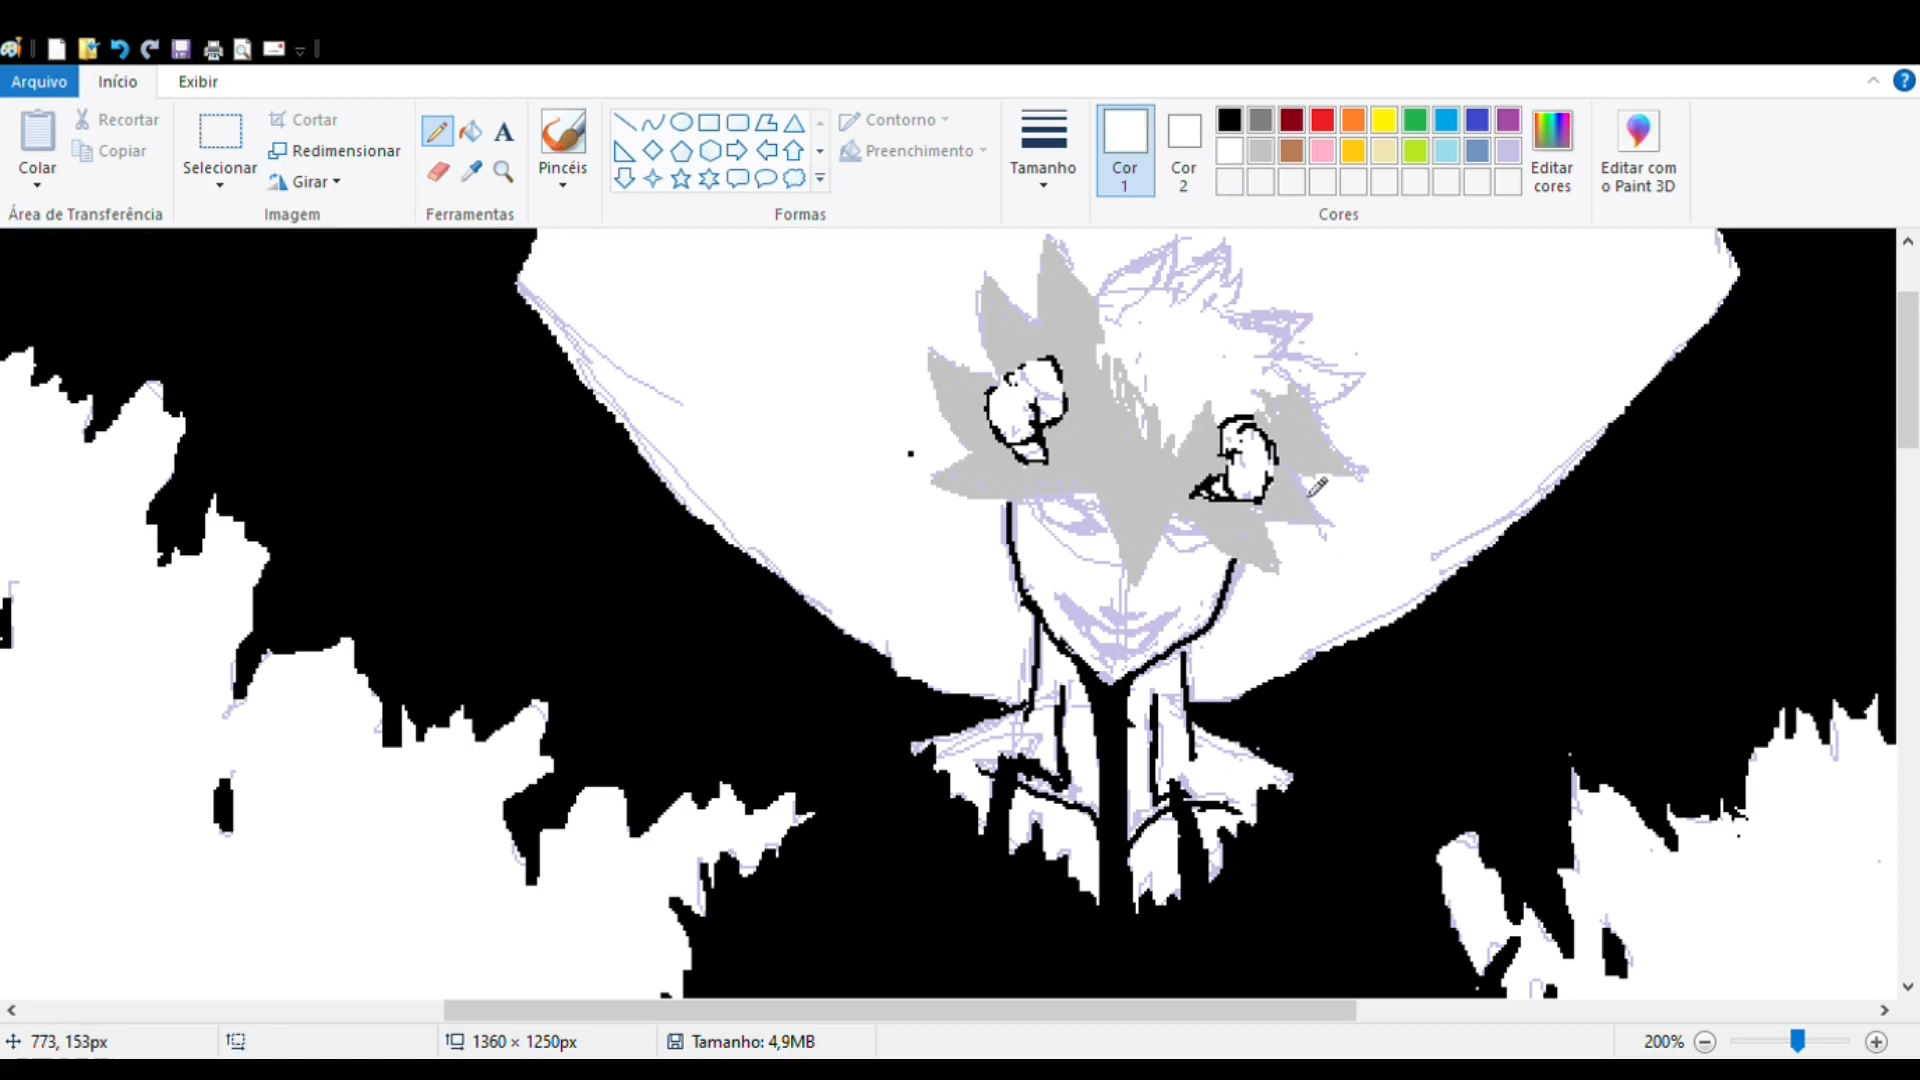 Arquivo Início Exibir ?
Colar Recortar Copiar
Selecionar Cortar Redimensionar Girar
A
Pincéis
Contorno Preenchimento
Tamanho
Cor 1
Cor 2
Editar cores
Editar com o Paint 3D
Área de Transferência Imagem Ferramentas Formas Cores
773, 153px 1360 × 1250px Tamanho: 4,9MB 200%